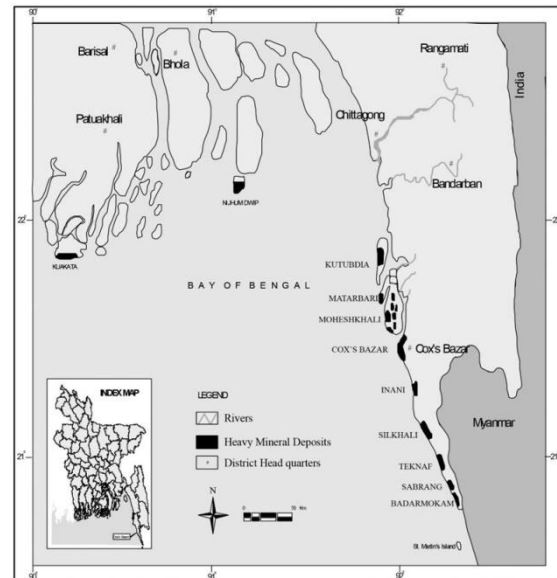 90°
91°
92°
Barisal
Bhola
Rangamati
India
Patuakhali
Chittagong
Bandarban
NIJHUM DWIP
22°
KUAKATA
KUTUBDIA
BAY OF BENGAL
MATARBARI
MOHESHKHALI
COX'S BAZAR
Cox's Bazar
INDEX MAP
LEGEND
INANI
Rivers
Myanmar
Heavy Mineral Deposits
SILKHALI
District Head quarters
21°
TEKNAF
N
SABRANG
BADARMOKAM
St. Martin's Island
91°